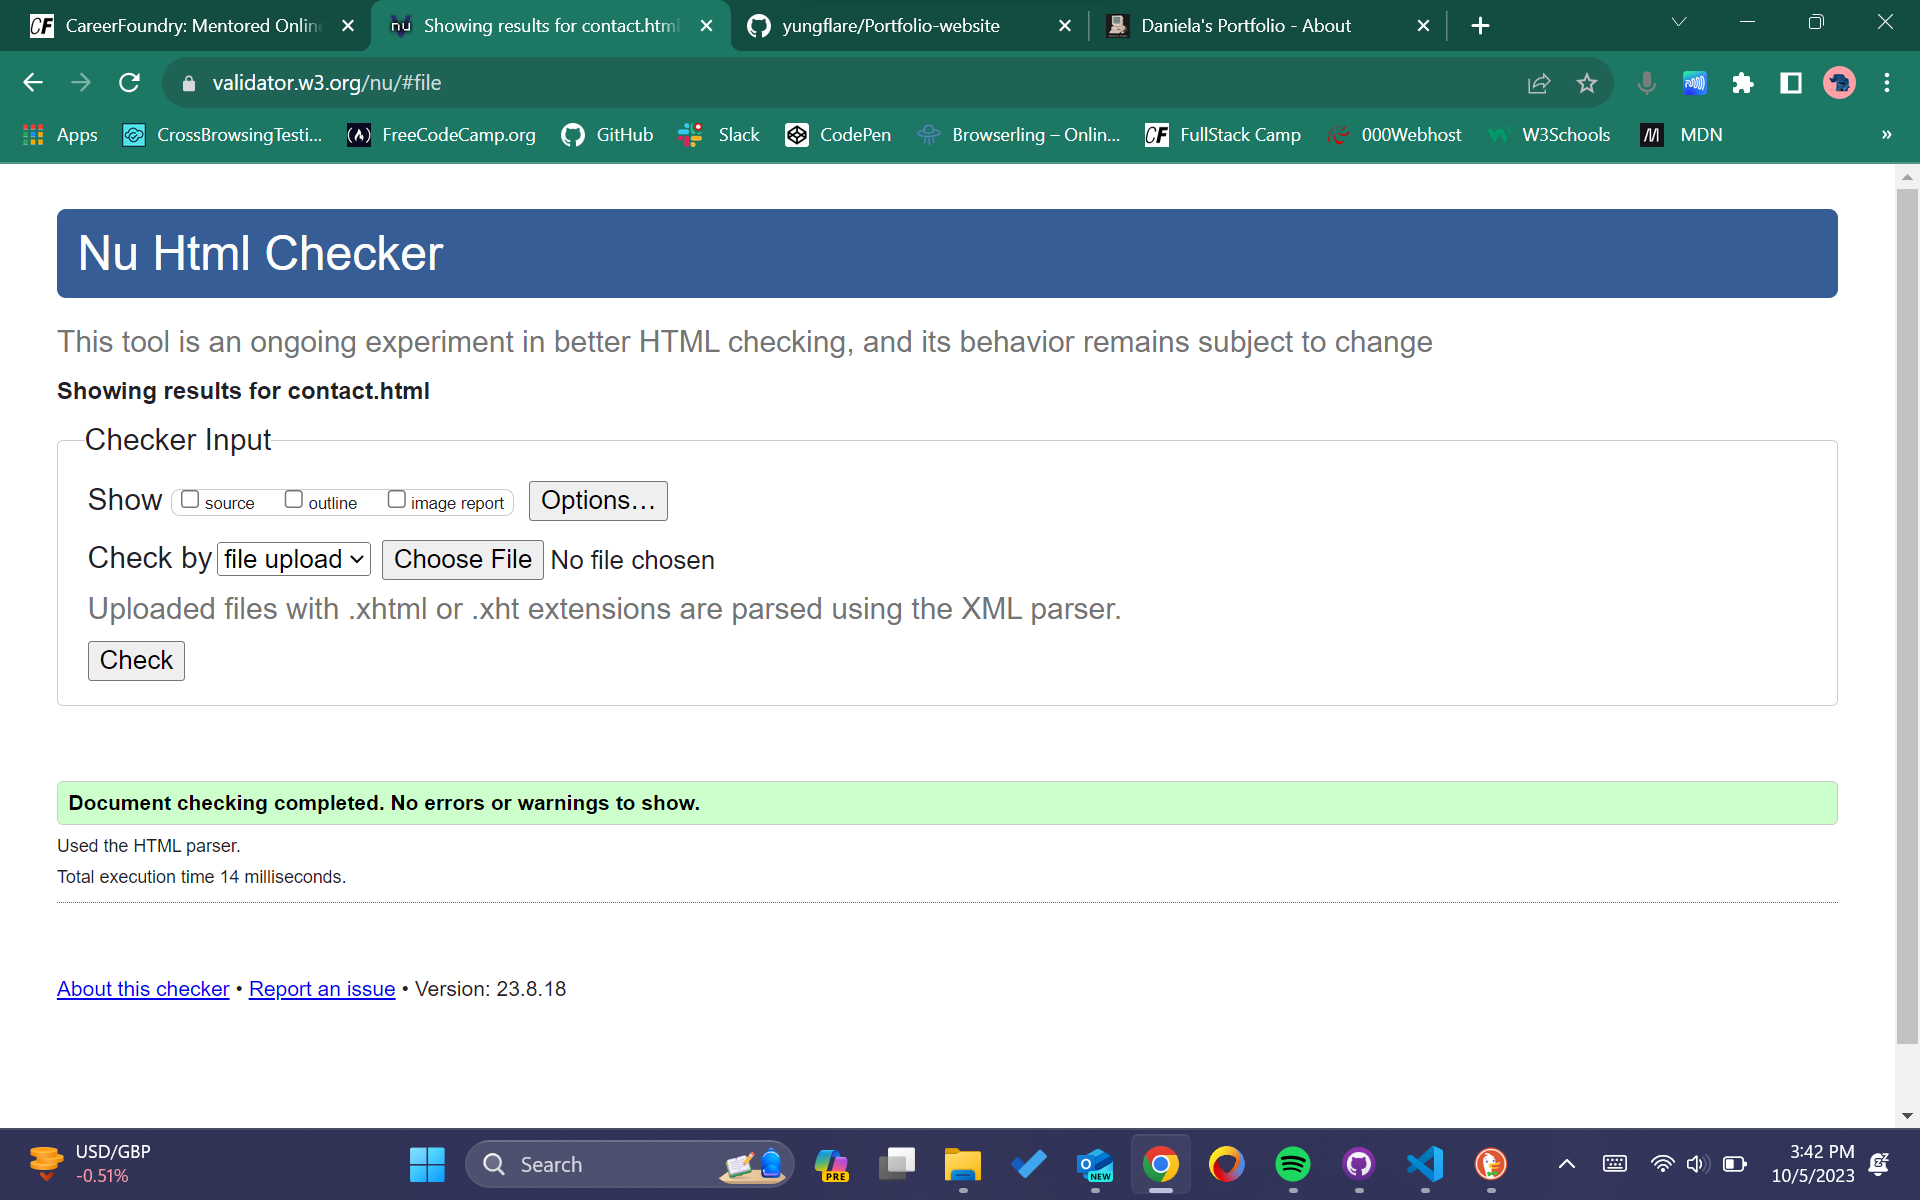 CF CareerFoundry: Mentored Onlin
nu Showing results for contact.html
yungflare/Portfolio-website
Daniela's Portfolio - About
validator.w3.org/nu/#file
Apps
CrossBrowsingTesti...
(A) FreeCodeCamp.org
GitHub
Slack
CodePen
Browserling – Onlin...
CF FullStack Camp
000Webhost
W3Schools
M MDN
»
Nu Html Checker
This tool is an ongoing experiment in better HTML checking, and its behavior remains subject to change
Showing results for contact.html
Checker Input
Show source outline image report Options...
Check by file upload Choose File No file chosen
Uploaded files with .xhtml or .xht extensions are parsed using the XML parser.
Check
Document checking completed. No errors or warnings to show.
Used the HTML parser.
Total execution time 14 milliseconds.
About this checker • Report an issue • Version: 23.8.18
USD/GBP
-0.51%
Search
PRE
NEW
3:42 PM
10/5/2023